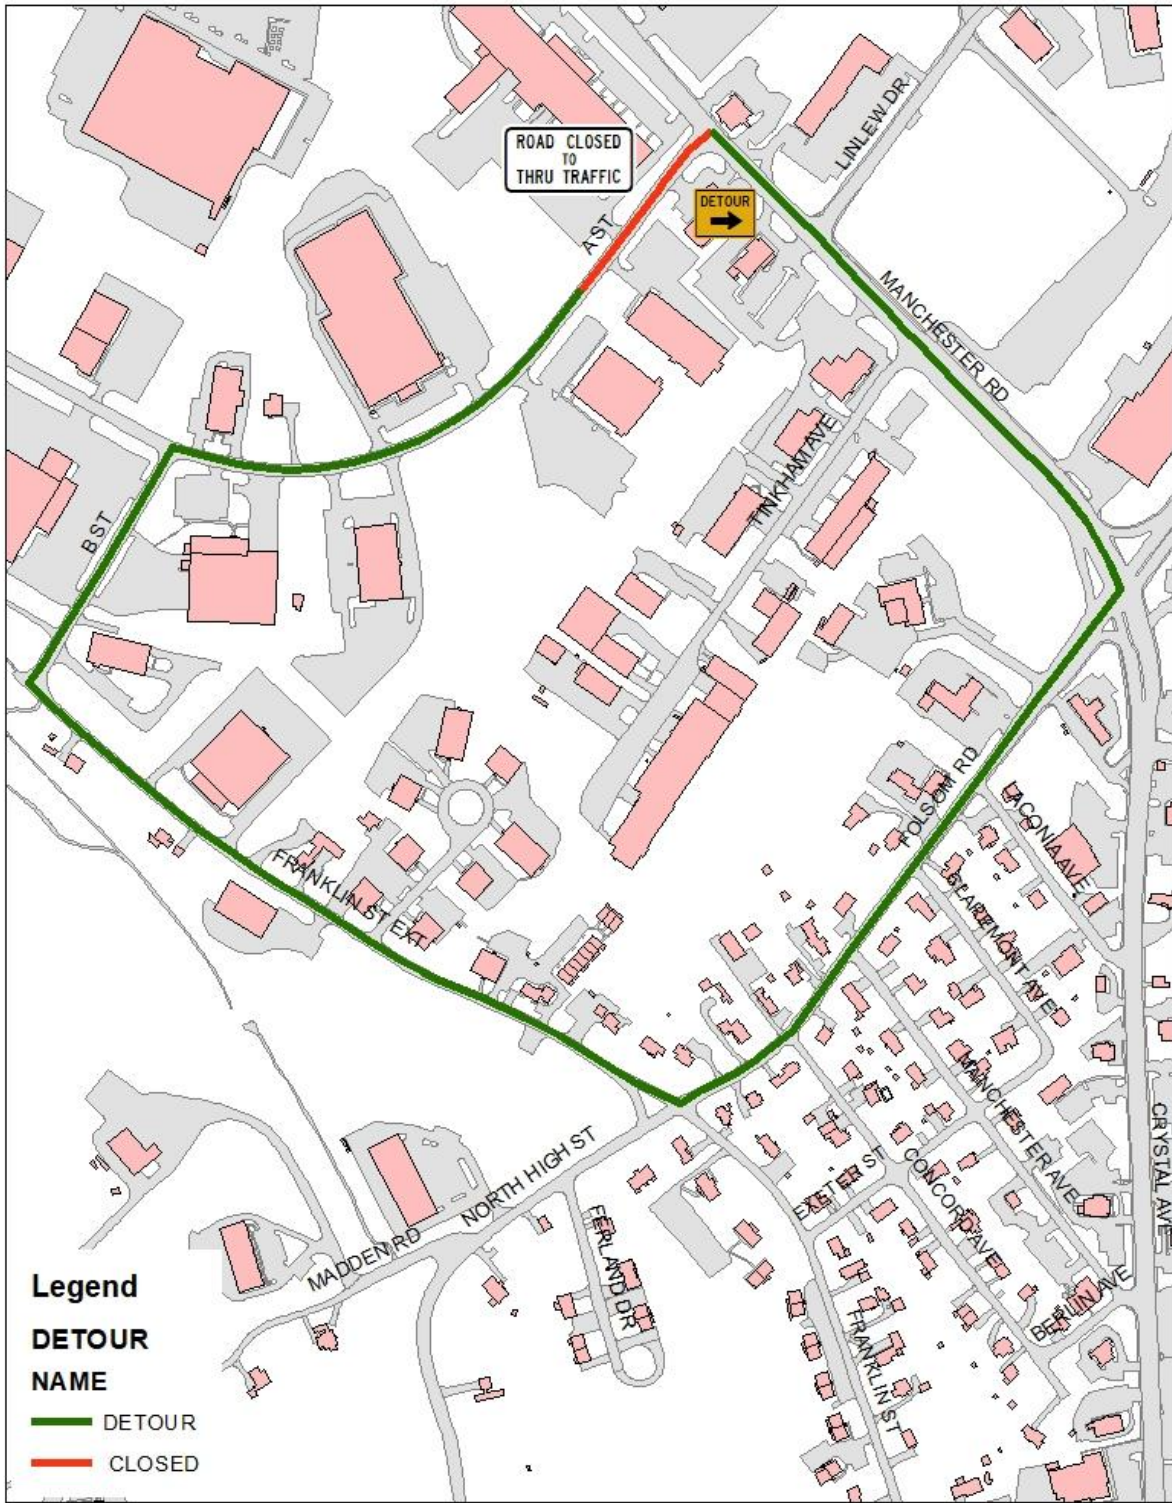 ROAD CLOSED
TO
THRU TRAFFIC
LINLEW DR
DETOUR
A ST
MANCHESTER RD
TINKHAM AVE
B ST
FOLSOM RD
LACONIA AVE
FRANKLIN ST EXT
CLAREMONT AVE
MANCHESTER AVE
CRYSTAL AVE
NORTH HIGH ST
EXETER ST
CONCORD AVE
MADDEN RD
FERLAND DR
BERLIN AVE
FRANKLIN ST
Legend
DETOUR
NAME
DETOUR
CLOSED